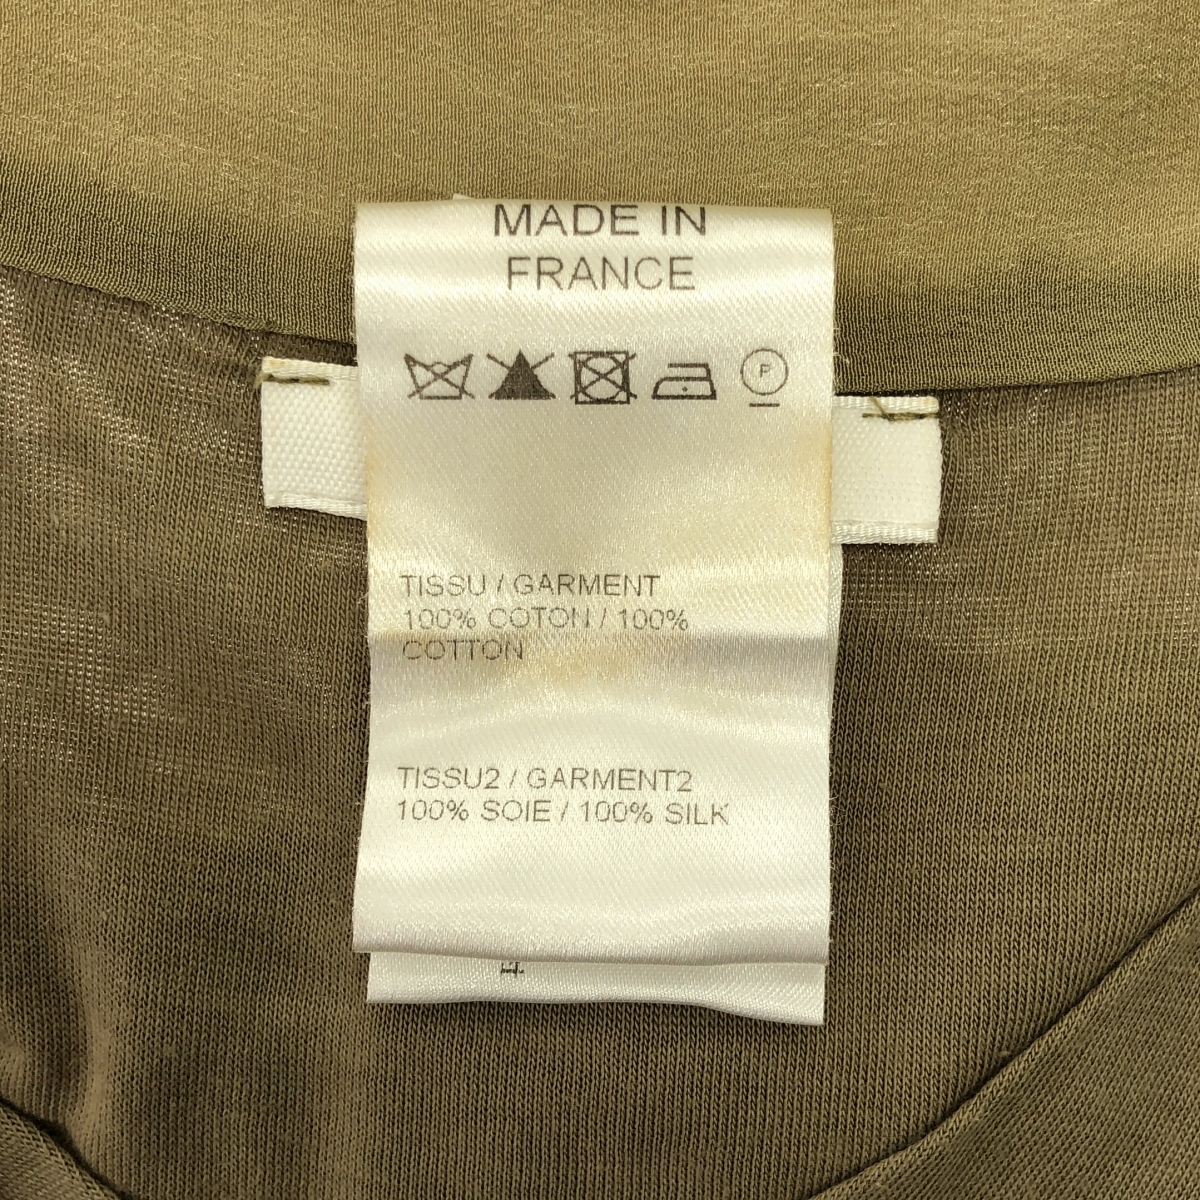 MADE IN
FRANCE
P
TISSU / GARMENT
100% COTON / 100%
COTTON
TISSU2 / GARMENT2
100% SOIE / 100% SILK